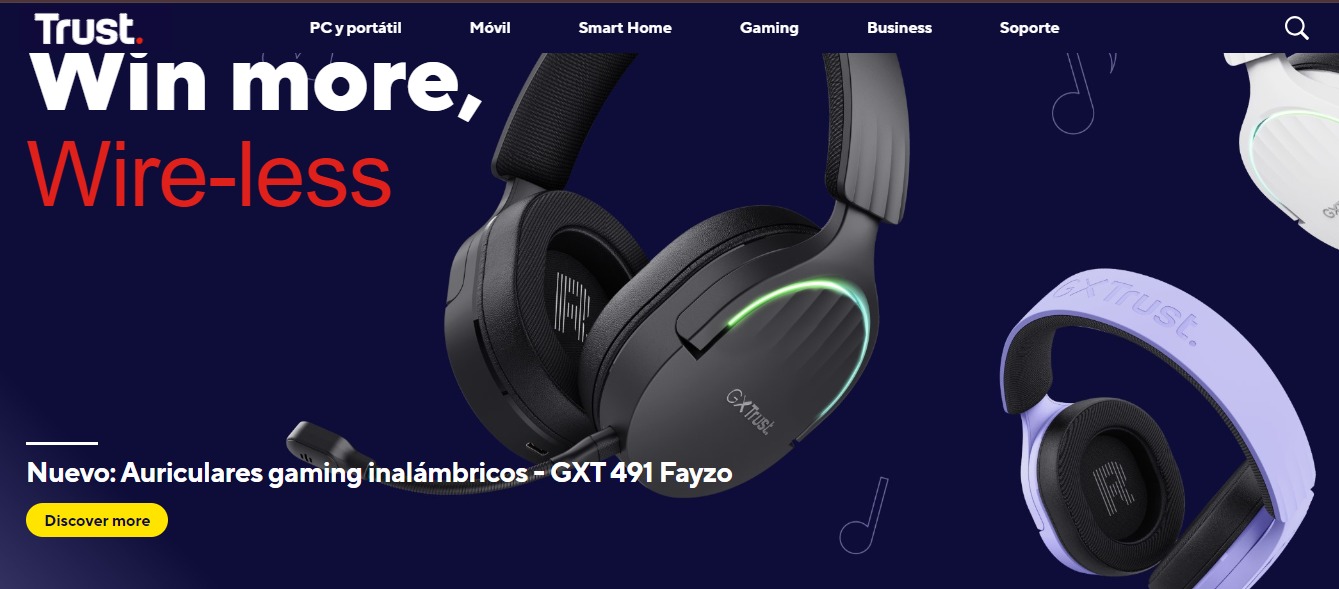 Trust.
PC y portátil
Móvil
Smart Home
Gaming
Business
Soporte
Win more,
Wire-less
R
GXTrust
GXTrust.
R
Nuevo: Auriculares gaming inalámbricos - GXT 491 Fayzo
Discover more